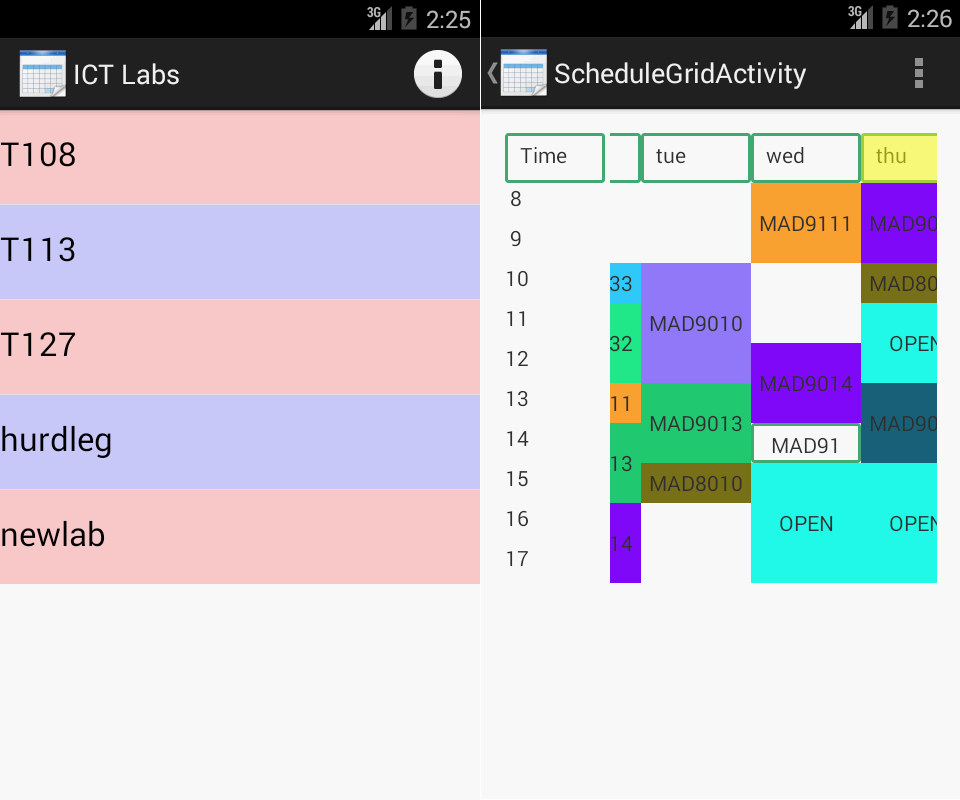 3G 2:25
ICT Labs
T108
T113
T127
hurdleg
newlab
3G 2:26
ScheduleGridActivity
Time tue wed thu
8
MAD9111 MAD90
9
10 33 MAD80
11 MAD9010 OPEN
12 32
MAD9014
13 11 MAD9013 MAD90
14 MAD91
13
15 MAD8010
16 OPEN OPEN
14
17